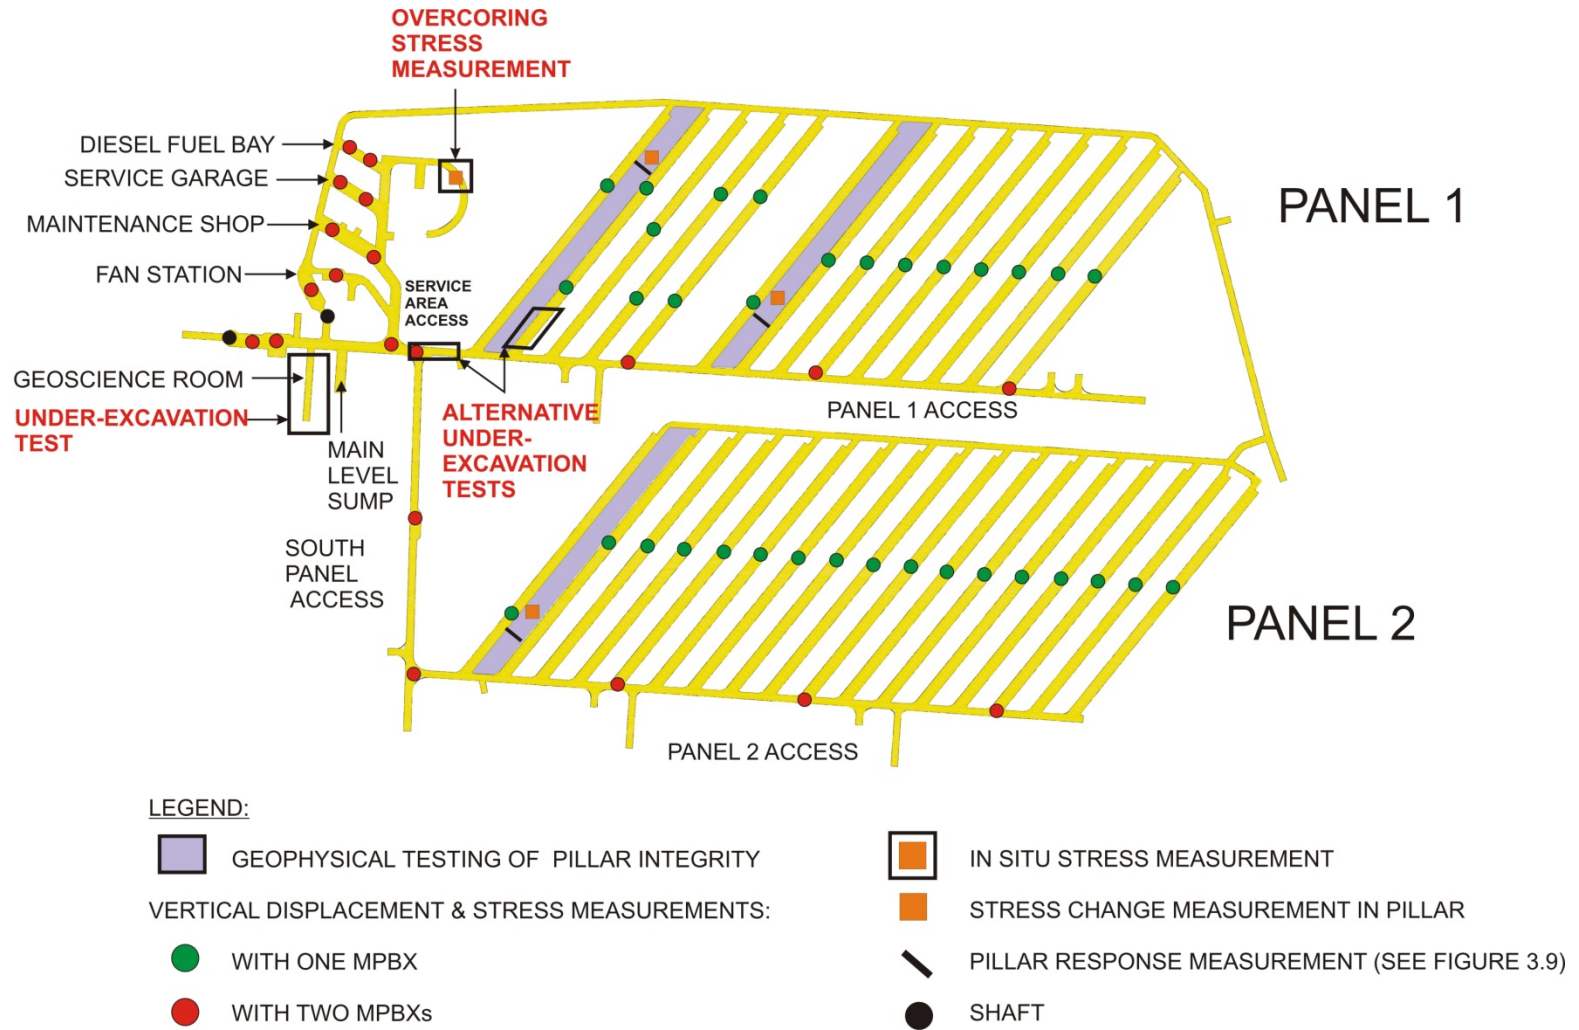 OVERCORING
STRESS
MEASUREMENT
DIESEL FUEL BAY
SERVICE GARAGE
MAINTENANCE SHOP
FAN STATION
SERVICE
AREA
ACCESS
PANEL 1
GEOSCIENCE ROOM
UNDER-EXCAVATION
TEST
MAIN
LEVEL
SUMP
ALTERNATIVE
UNDER-
EXCAVATION
TESTS
PANEL 1 ACCESS
SOUTH
PANEL
ACCESS
PANEL 2
PANEL 2 ACCESS
LEGEND:
GEOPHYSICAL TESTING OF PILLAR INTEGRITY
VERTICAL DISPLACEMENT & STRESS MEASUREMENTS:
WITH ONE MPBX
WITH TWO MPBXs
IN SITU STRESS MEASUREMENT
STRESS CHANGE MEASUREMENT IN PILLAR
PILLAR RESPONSE MEASUREMENT (SEE FIGURE 3.9)
SHAFT